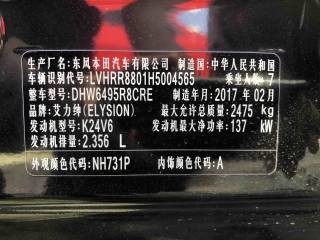 生产厂名:东风本田汽车有限公司 制造国:中华人民共和国
车辆识别代号:LVHRR8801H5004565 乘坐人数:7
整车型号:DHW6495R8CRE 制造年月:2017 年 02 月
品牌:艾力绅(ELYSION) 最大允许总质量:2475 kg
发动机型号:K24V6 发动机最大净功率:137 kW
发动机排量:2.356 L
外观颜色代码:NH731P 内饰颜色代码:A